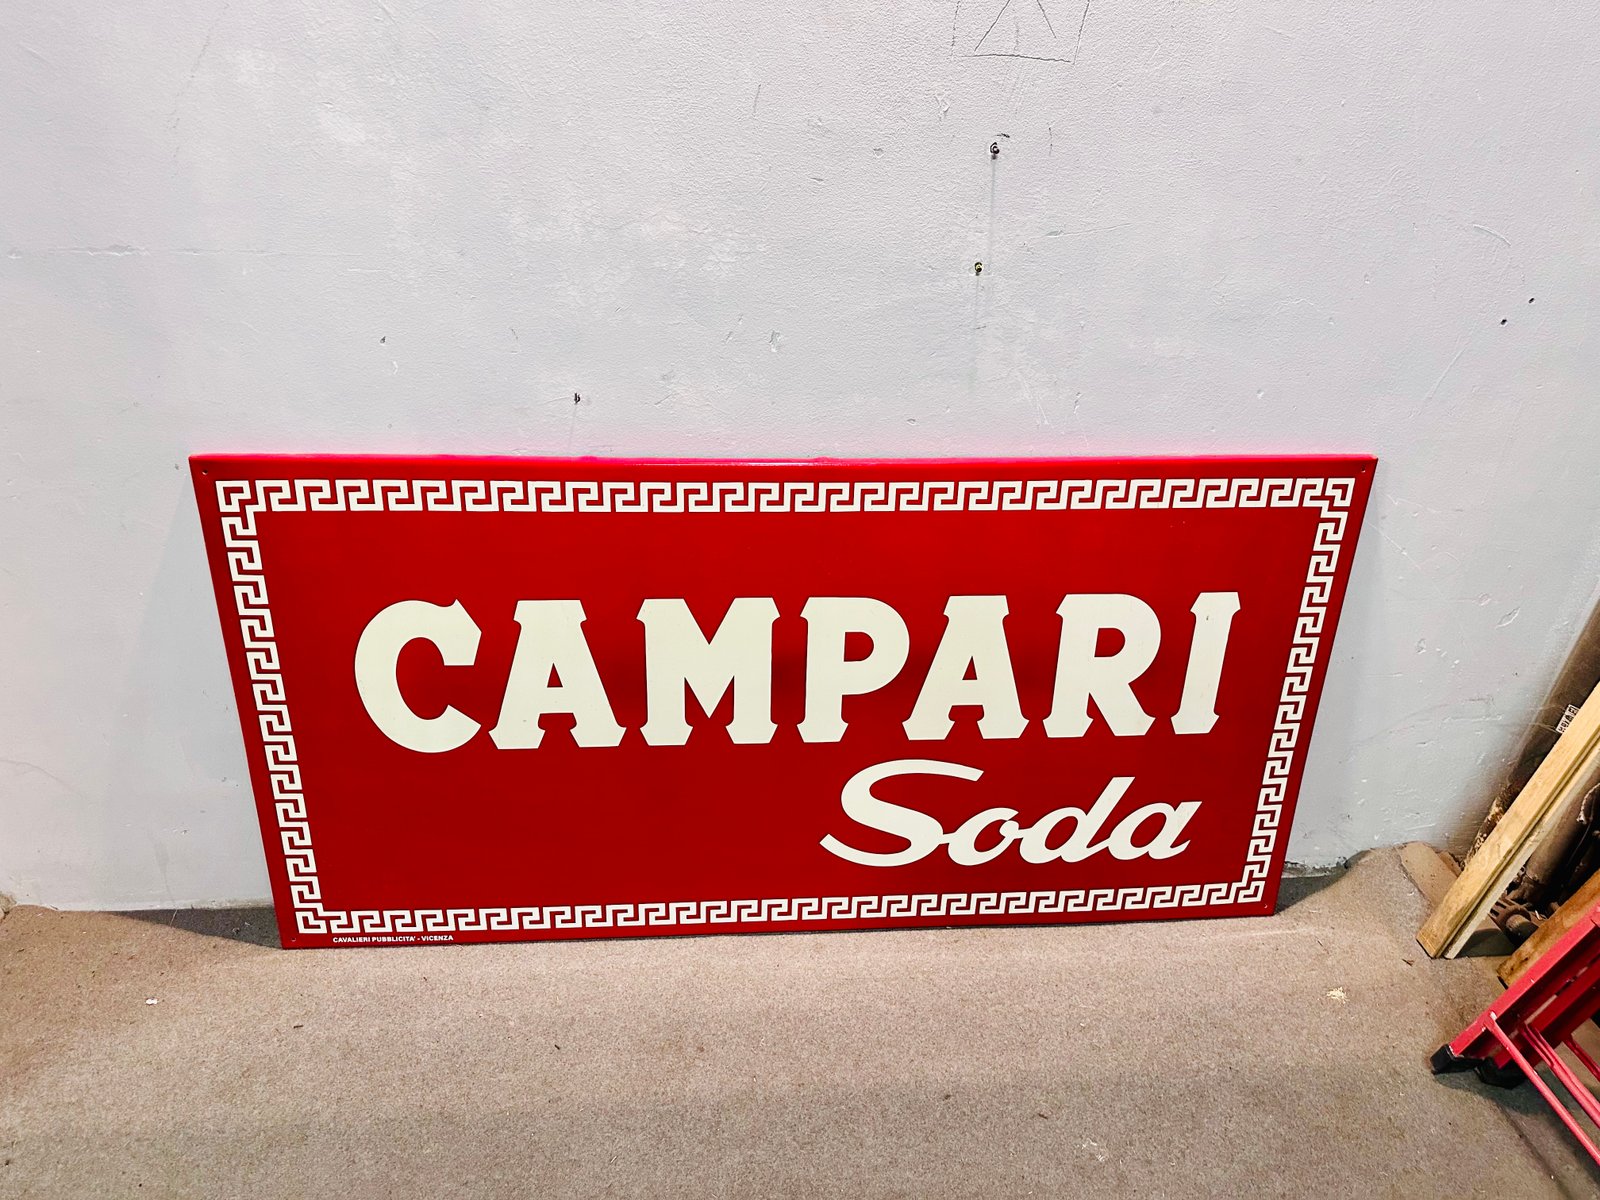 CAMPARI
Soda
CAVALIERI PUBBLICITA' - VICENZA